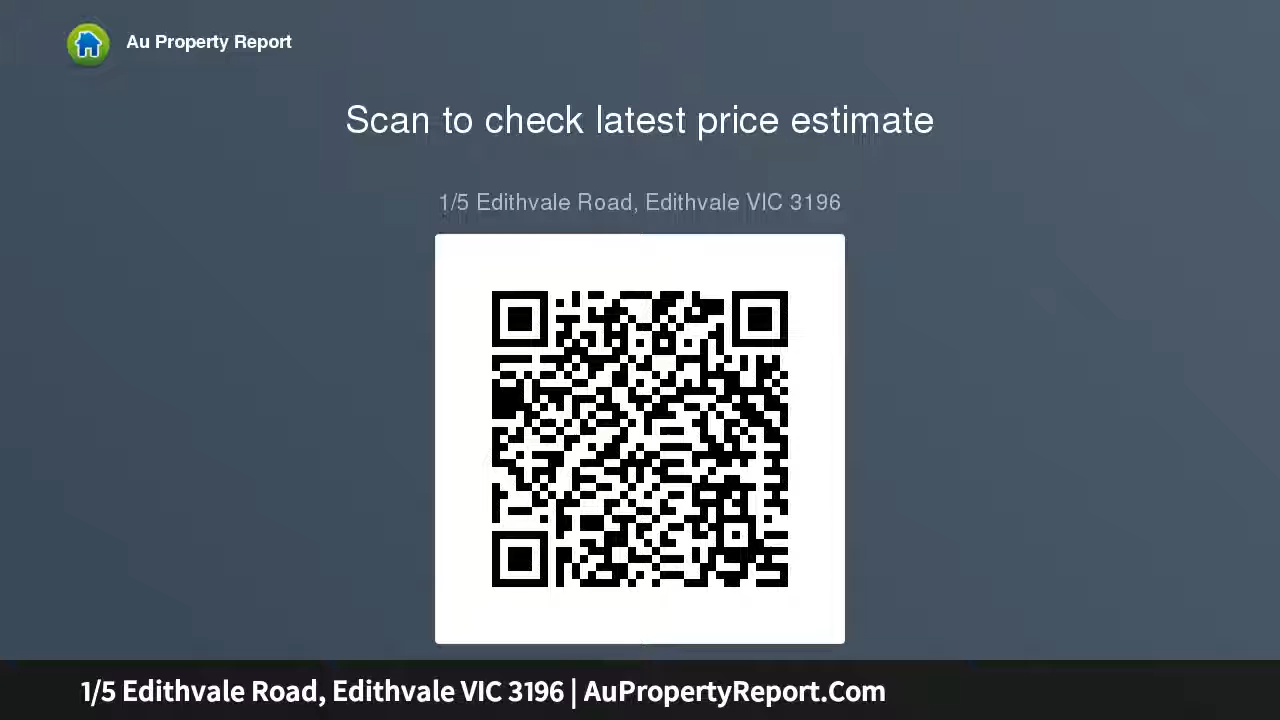 Au Property Report
Scan to check latest price estimate
1/5 Edithvale Road, Edithvale VIC 3196
1/5 Edithvale Road, Edithvale VIC 3196 | AuPropertyReport.Com